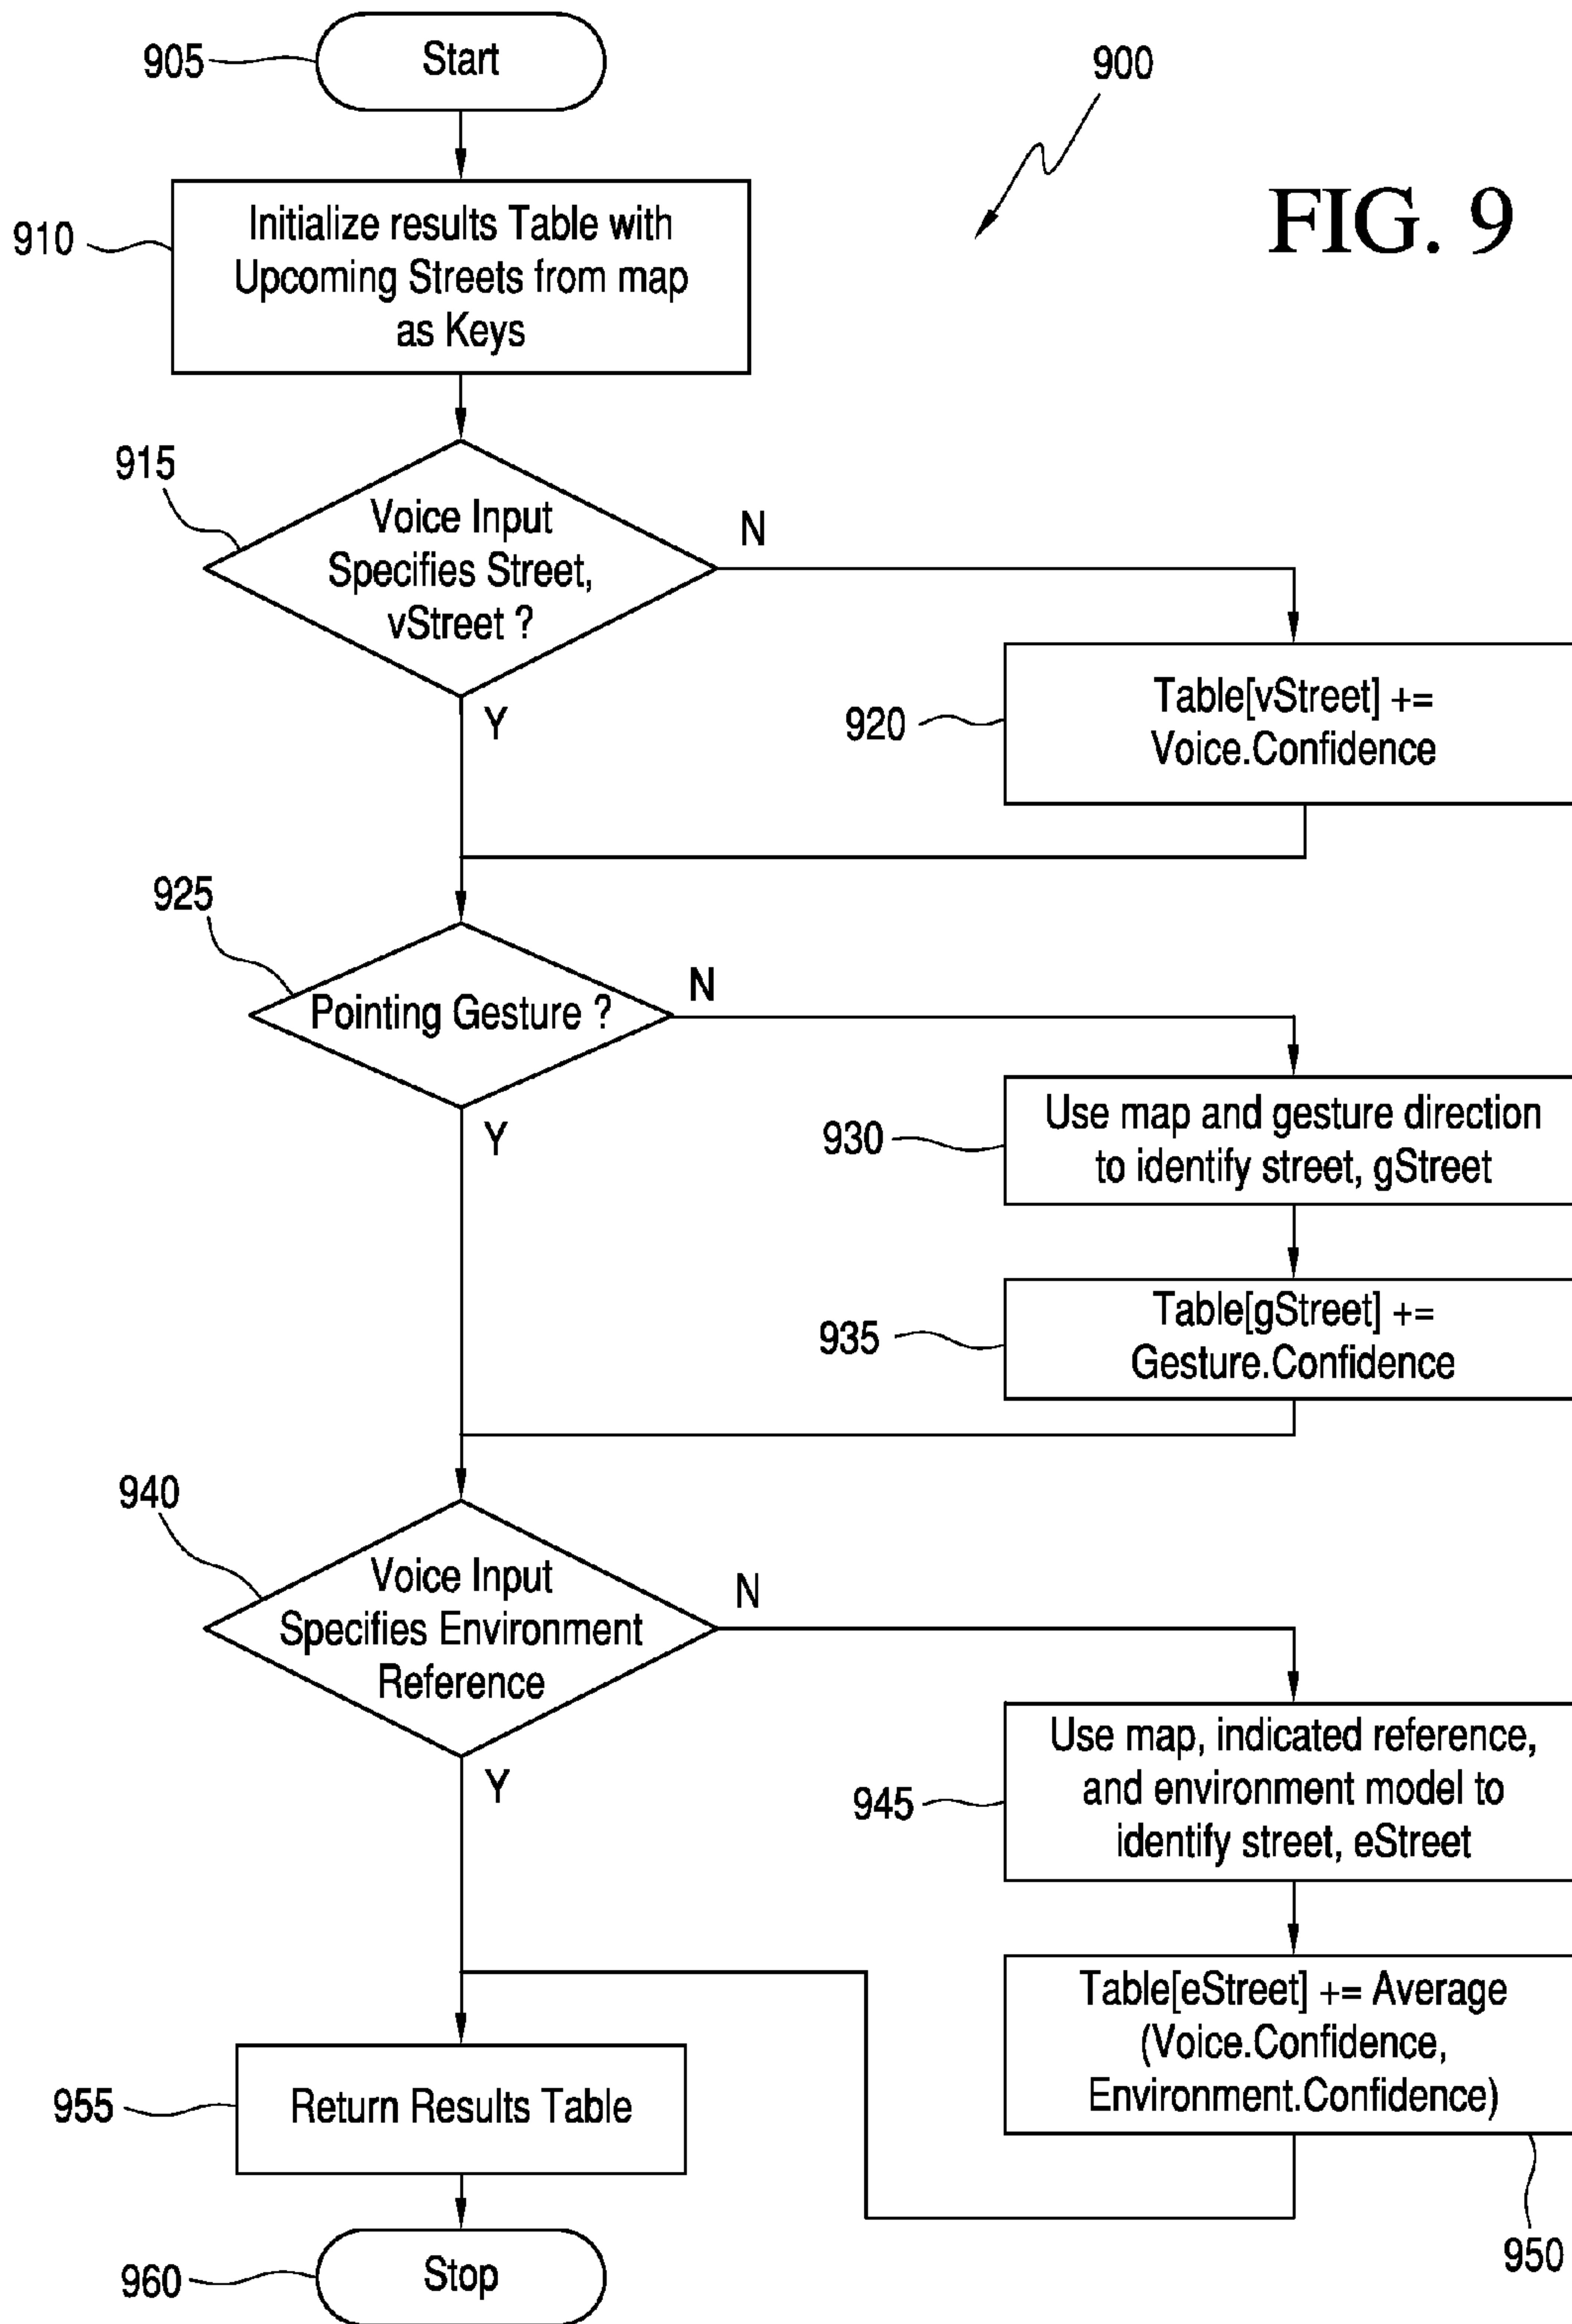 905
Start
900
FIG. 9
910
Initialize results Table with
Upcoming Streets from map
as Keys
915
Voice Input
Specifies Street,
vStreet ?
N
Y
920
Table[vStreet] +=
Voice.Confidence
925
Pointing Gesture ?
N
Y
930
Use map and gesture direction
to identify street, gStreet
935
Table[gStreet] +=
Gesture.Confidence
940
Voice Input
Specifies Environment
Reference
N
Y
945
Use map, indicated reference,
and environment model to
identify street, eStreet
Table[eStreet] += Average
(Voice.Confidence,
Environment.Confidence)
950
955
Return Results Table
960
Stop